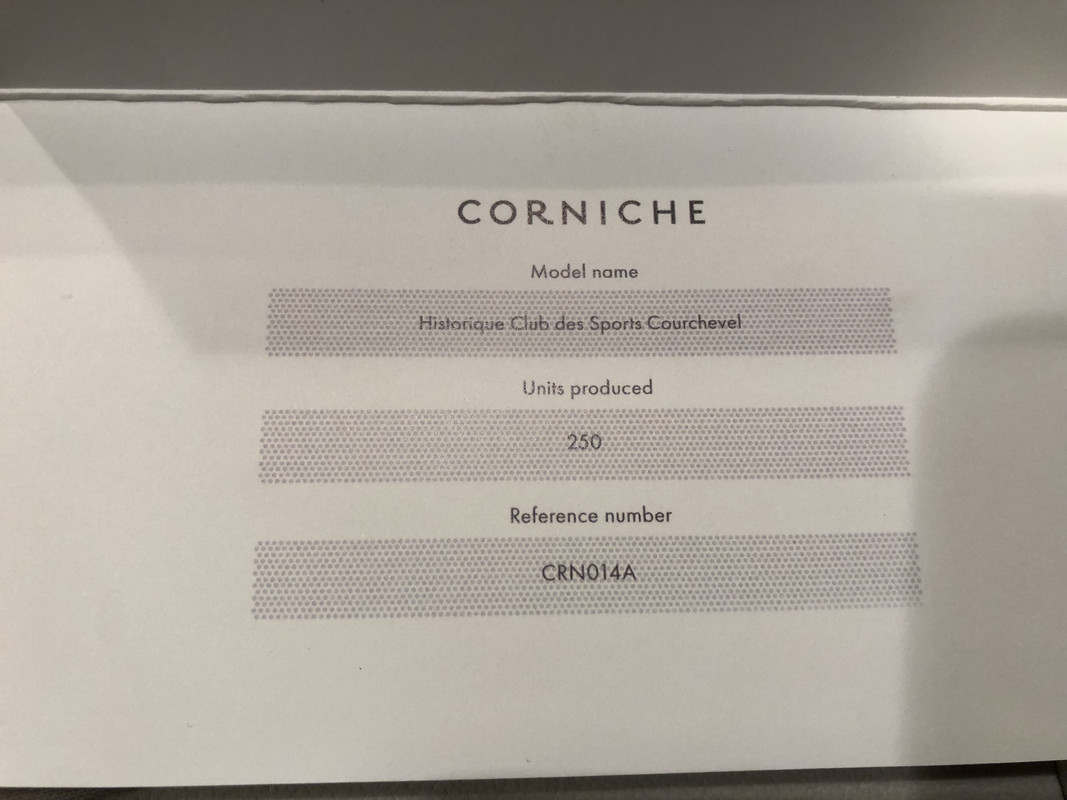 CORNICHE
Model name
Historique Club des Sports Courchevel
Units produced
250
Reference number
CRN014A